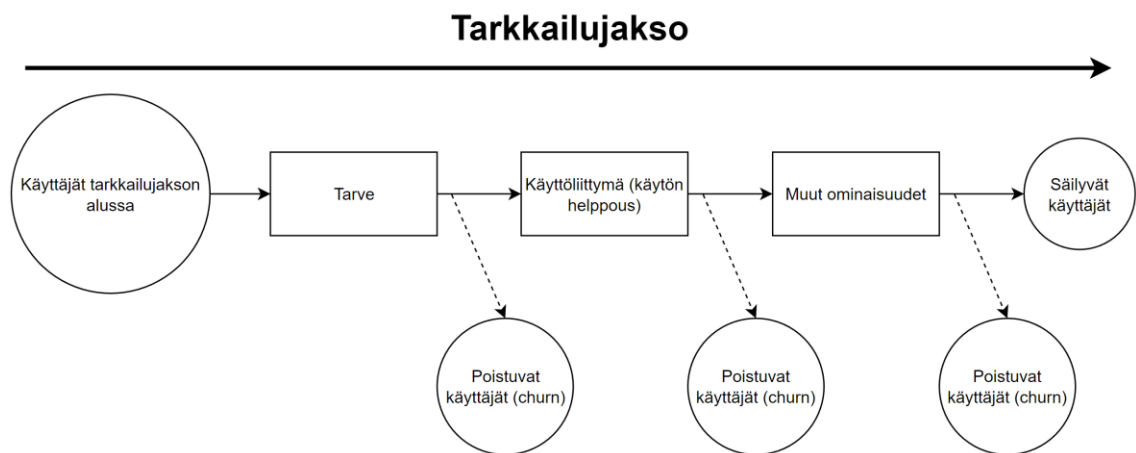 Tarkkailujakso
Käyttäjät tarkkailujakson
alussa
Tarve
Käyttöliittymä (käytön
helppous)
Muut ominaisuudet
Säilyvät
käyttäjät
Poistuvat
käyttäjät (churn)
Poistuvat
käyttäjät (churn)
Poistuvat
käyttäjät (churn)